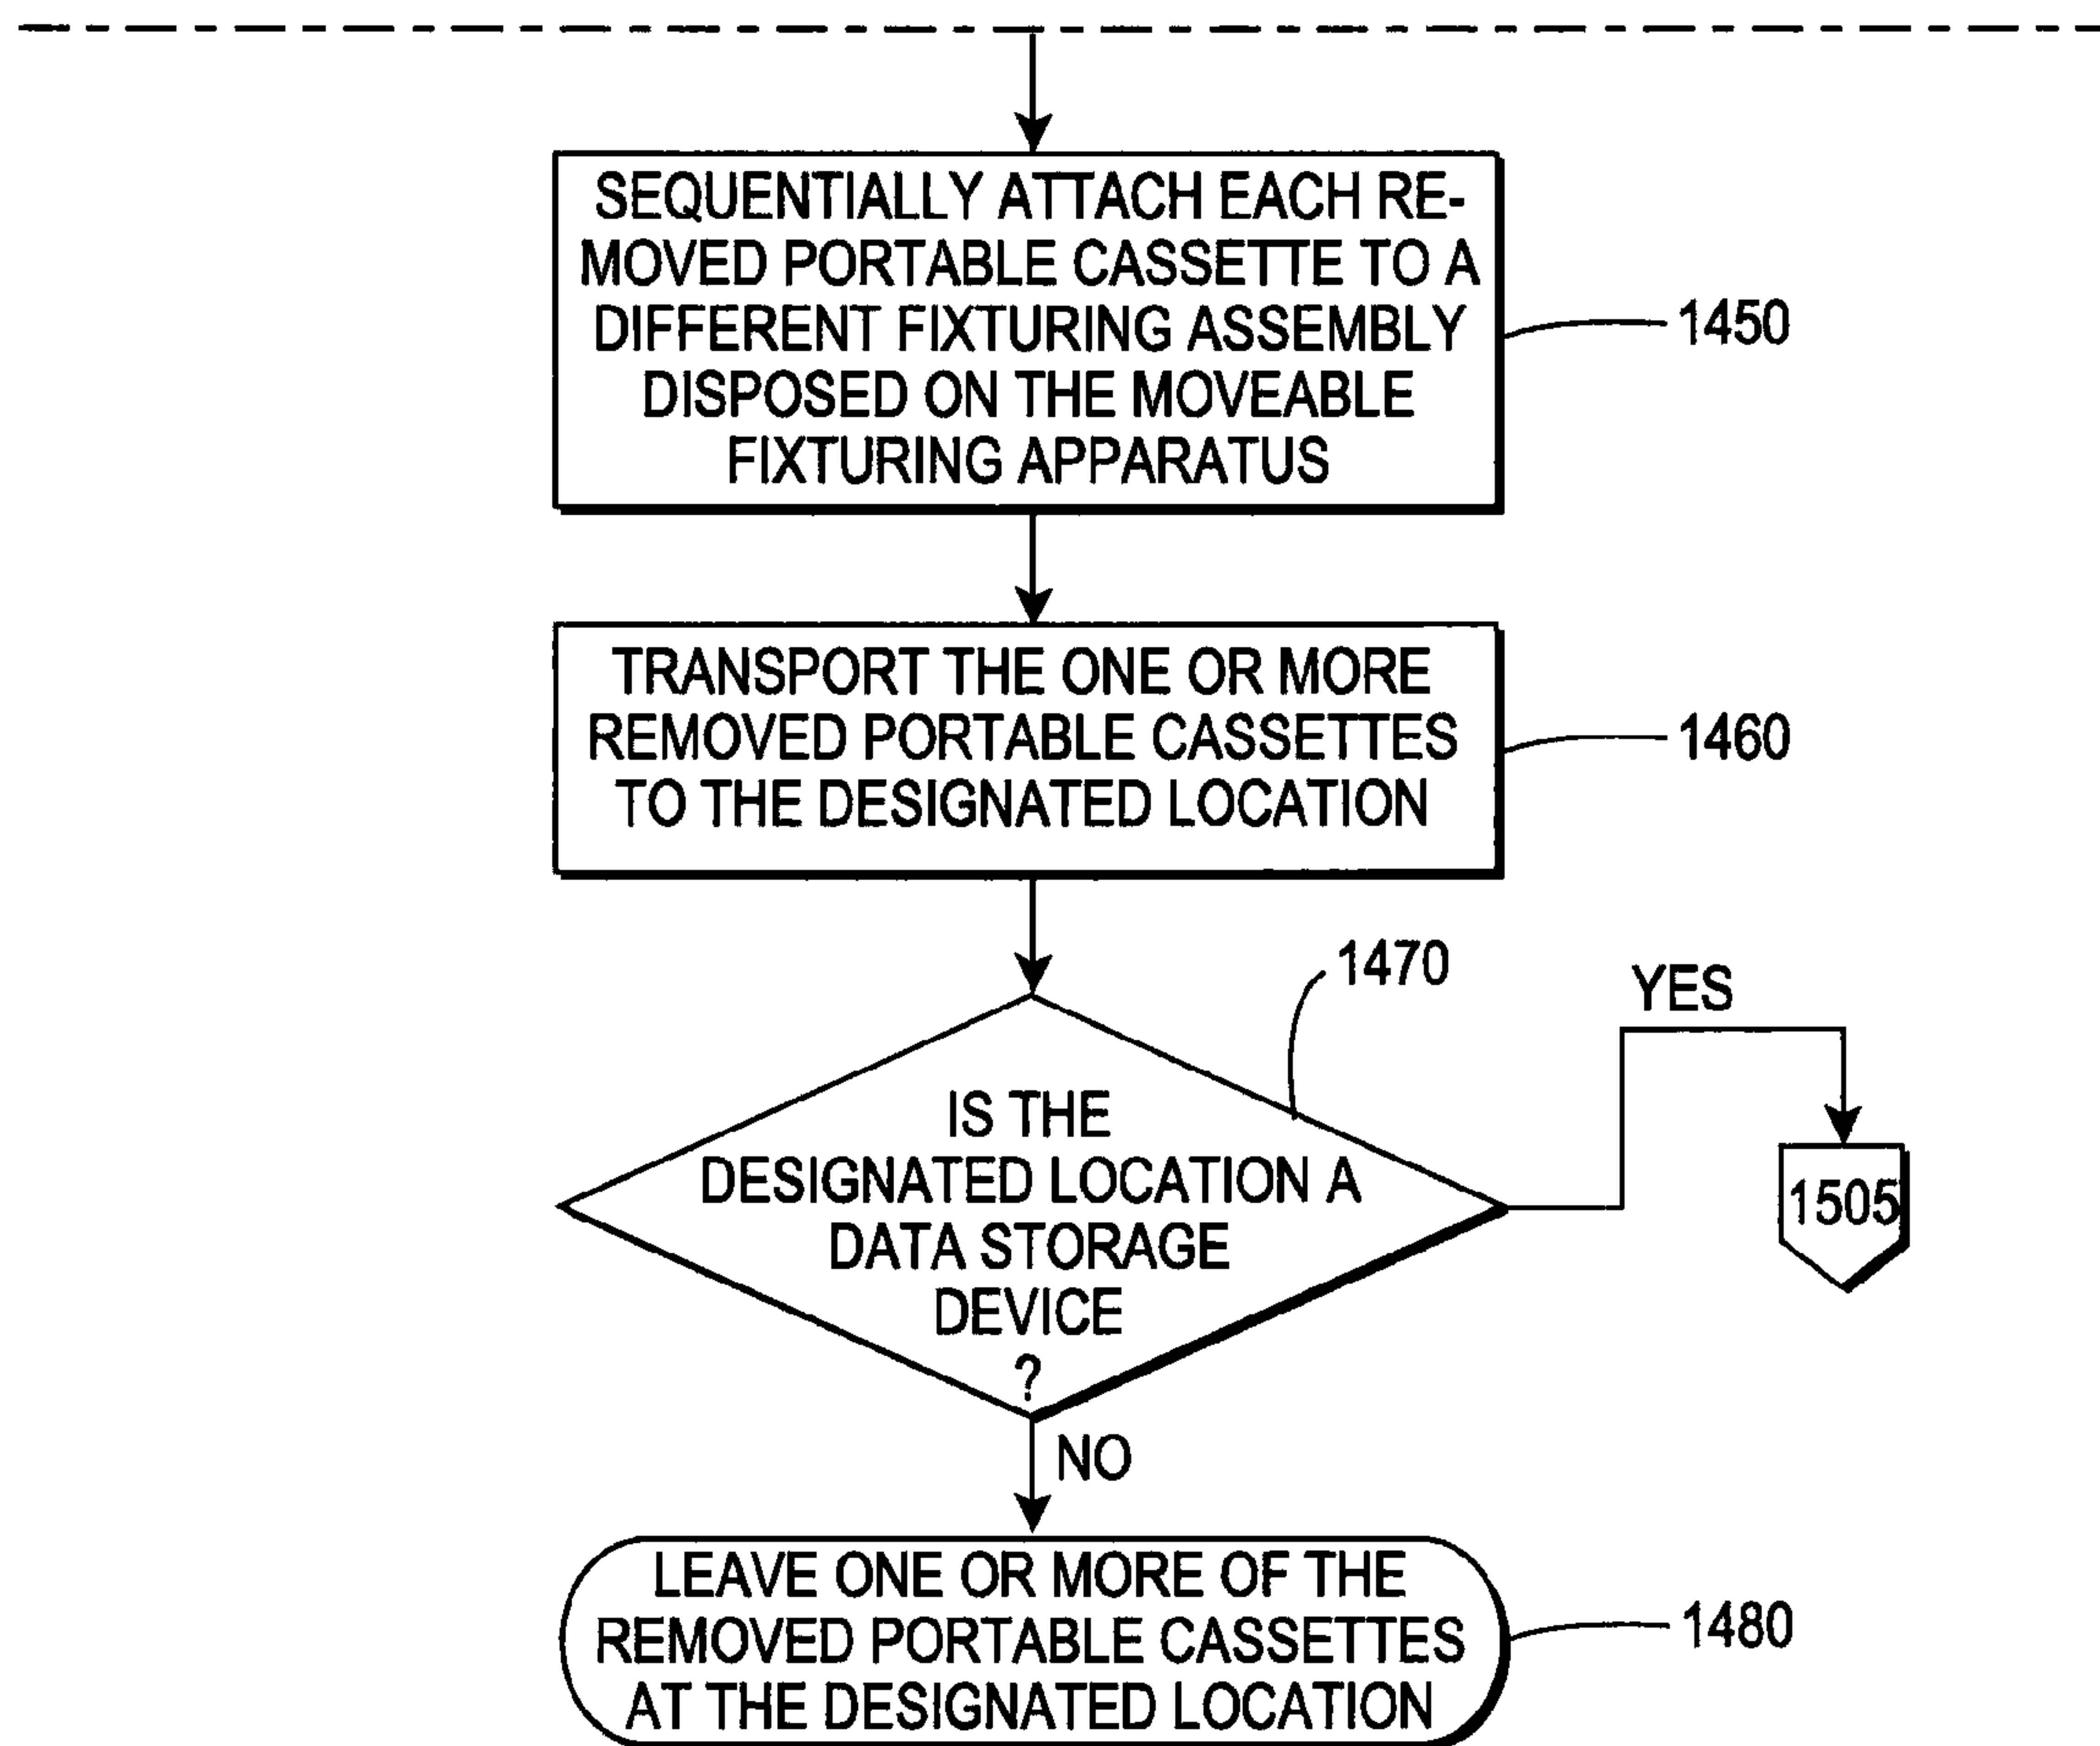 SEQUENTIALLY ATTACH EACH RE-
MOVED PORTABLE CASSETTE TO A
DIFFERENT FIXTURING ASSEMBLY
DISPOSED ON THE MOVEABLE
FIXTURING APPARATUS
1450
TRANSPORT THE ONE OR MORE
REMOVED PORTABLE CASSETTES
TO THE DESIGNATED LOCATION
1460
1470
YES
IS THE
DESIGNATED LOCATION A
DATA STORAGE
DEVICE
?
1505
NO
LEAVE ONE OR MORE OF THE
REMOVED PORTABLE CASSETTES
AT THE DESIGNATED LOCATION
1480